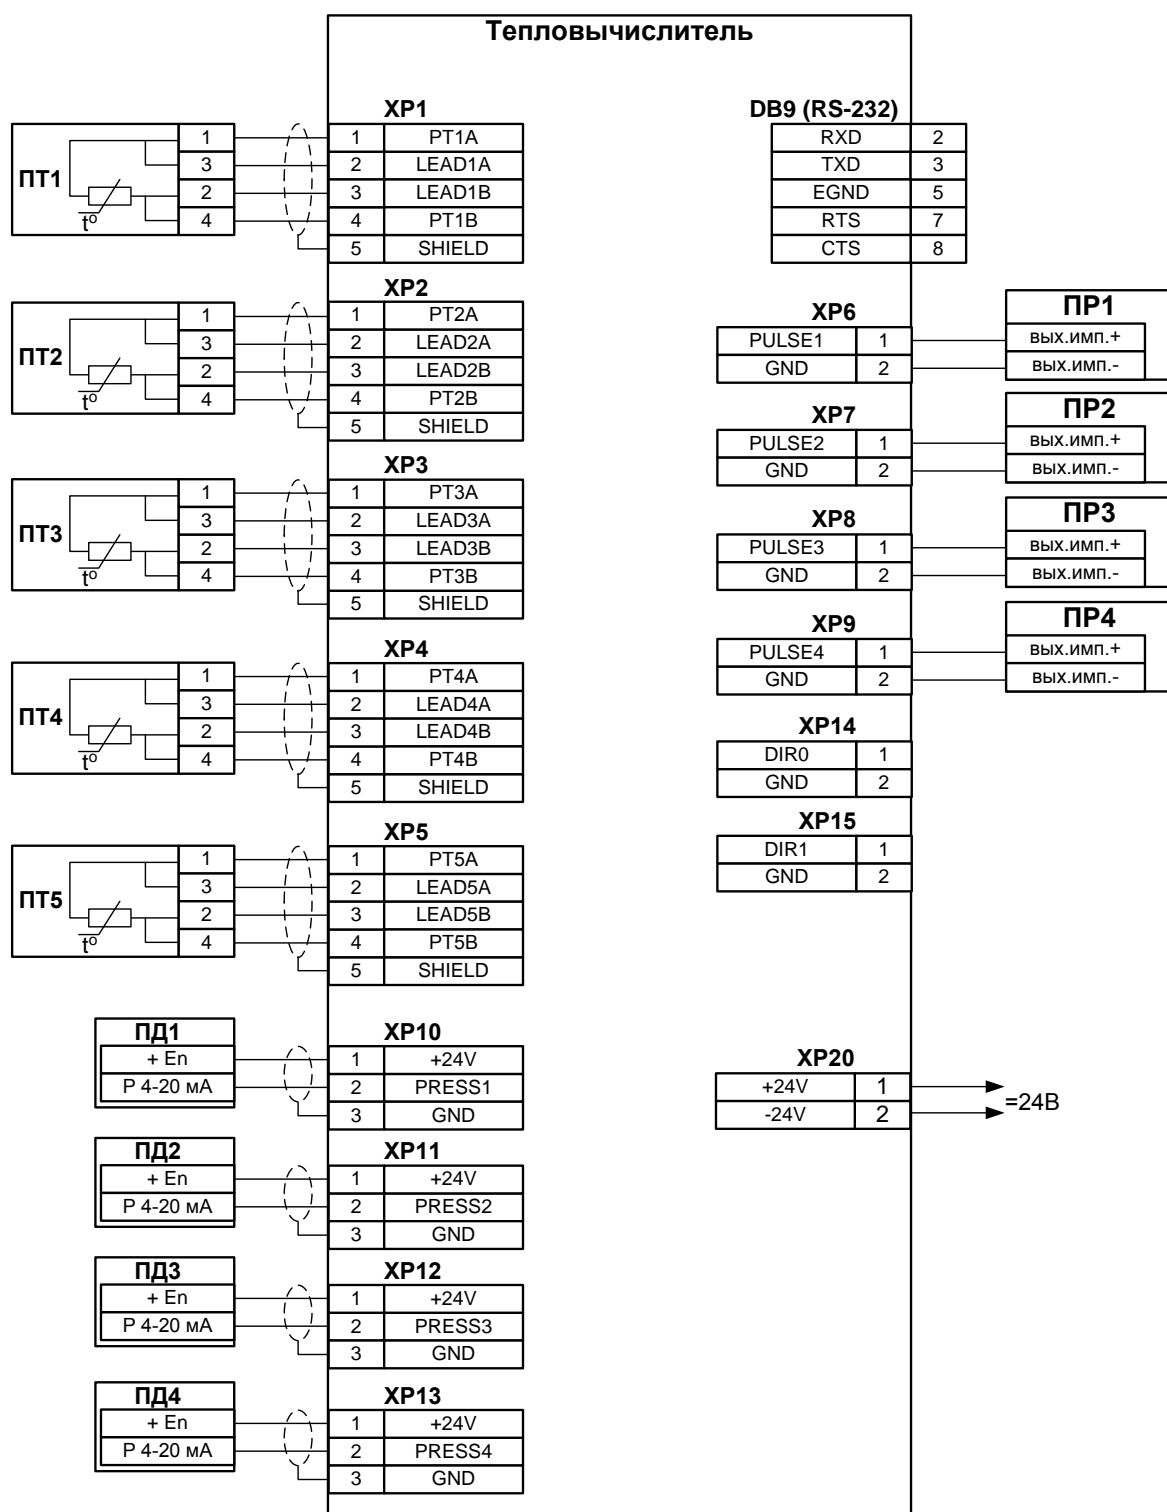 Тепловычислитель
XP1
ПТ1
1 1 PT1A
3 2 LEAD1A
2 3 LEAD1B
4 4 PT1B
5 SHIELD
tº
XP2
ПТ2
1 1 PT2A
3 2 LEAD2A
2 3 LEAD2B
4 4 PT2B
5 SHIELD
tº
XP3
ПТ3
1 1 PT3A
3 2 LEAD3A
2 3 LEAD3B
4 4 PT3B
5 SHIELD
tº
XP4
ПТ4
1 1 PT4A
3 2 LEAD4A
2 3 LEAD4B
4 4 PT4B
5 SHIELD
tº
XP5
ПТ5
1 1 PT5A
3 2 LEAD5A
2 3 LEAD5B
4 4 PT5B
5 SHIELD
tº
ПД1 XP10
+ En 1 +24V
P 4-20 мА 2 PRESS1
3 GND
ПД2 XP11
+ En 1 +24V
P 4-20 мА 2 PRESS2
3 GND
ПД3 XP12
+ En 1 +24V
P 4-20 мА 2 PRESS3
3 GND
ПД4 XP13
+ En 1 +24V
P 4-20 мА 2 PRESS4
3 GND
DB9 (RS-232)
RXD 2
TXD 3
EGND 5
RTS 7
CTS 8
XP6 ПР1
PULSE1 1 вых.имп.+
GND 2 вых.имп.-
XP7 ПР2
PULSE2 1 вых.имп.+
GND 2 вых.имп.-
XP8 ПР3
PULSE3 1 вых.имп.+
GND 2 вых.имп.-
XP9 ПР4
PULSE4 1 вых.имп.+
GND 2 вых.имп.-
XP14
DIR0 1
GND 2
XP15
DIR1 1
GND 2
XP20
+24V 1
-24V 2
=24В